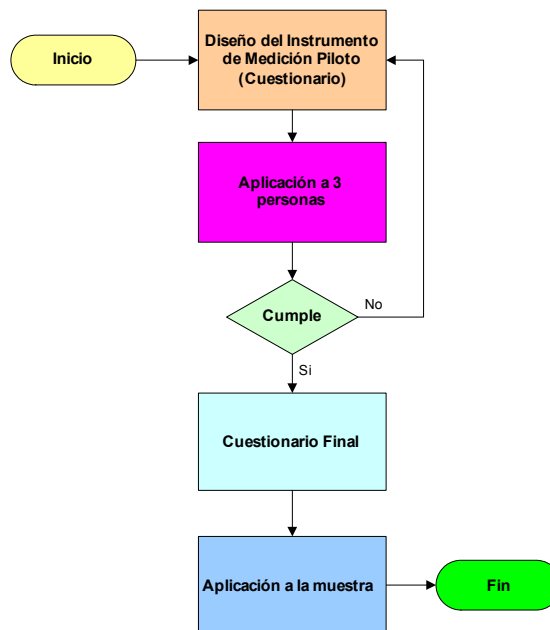 Inicio
Diseño del Instrumento
de Medición Piloto
(Cuestionario)
Aplicación a 3
personas
Cumple
No
Si
Cuestionario Final
Aplicación a la muestra
Fin